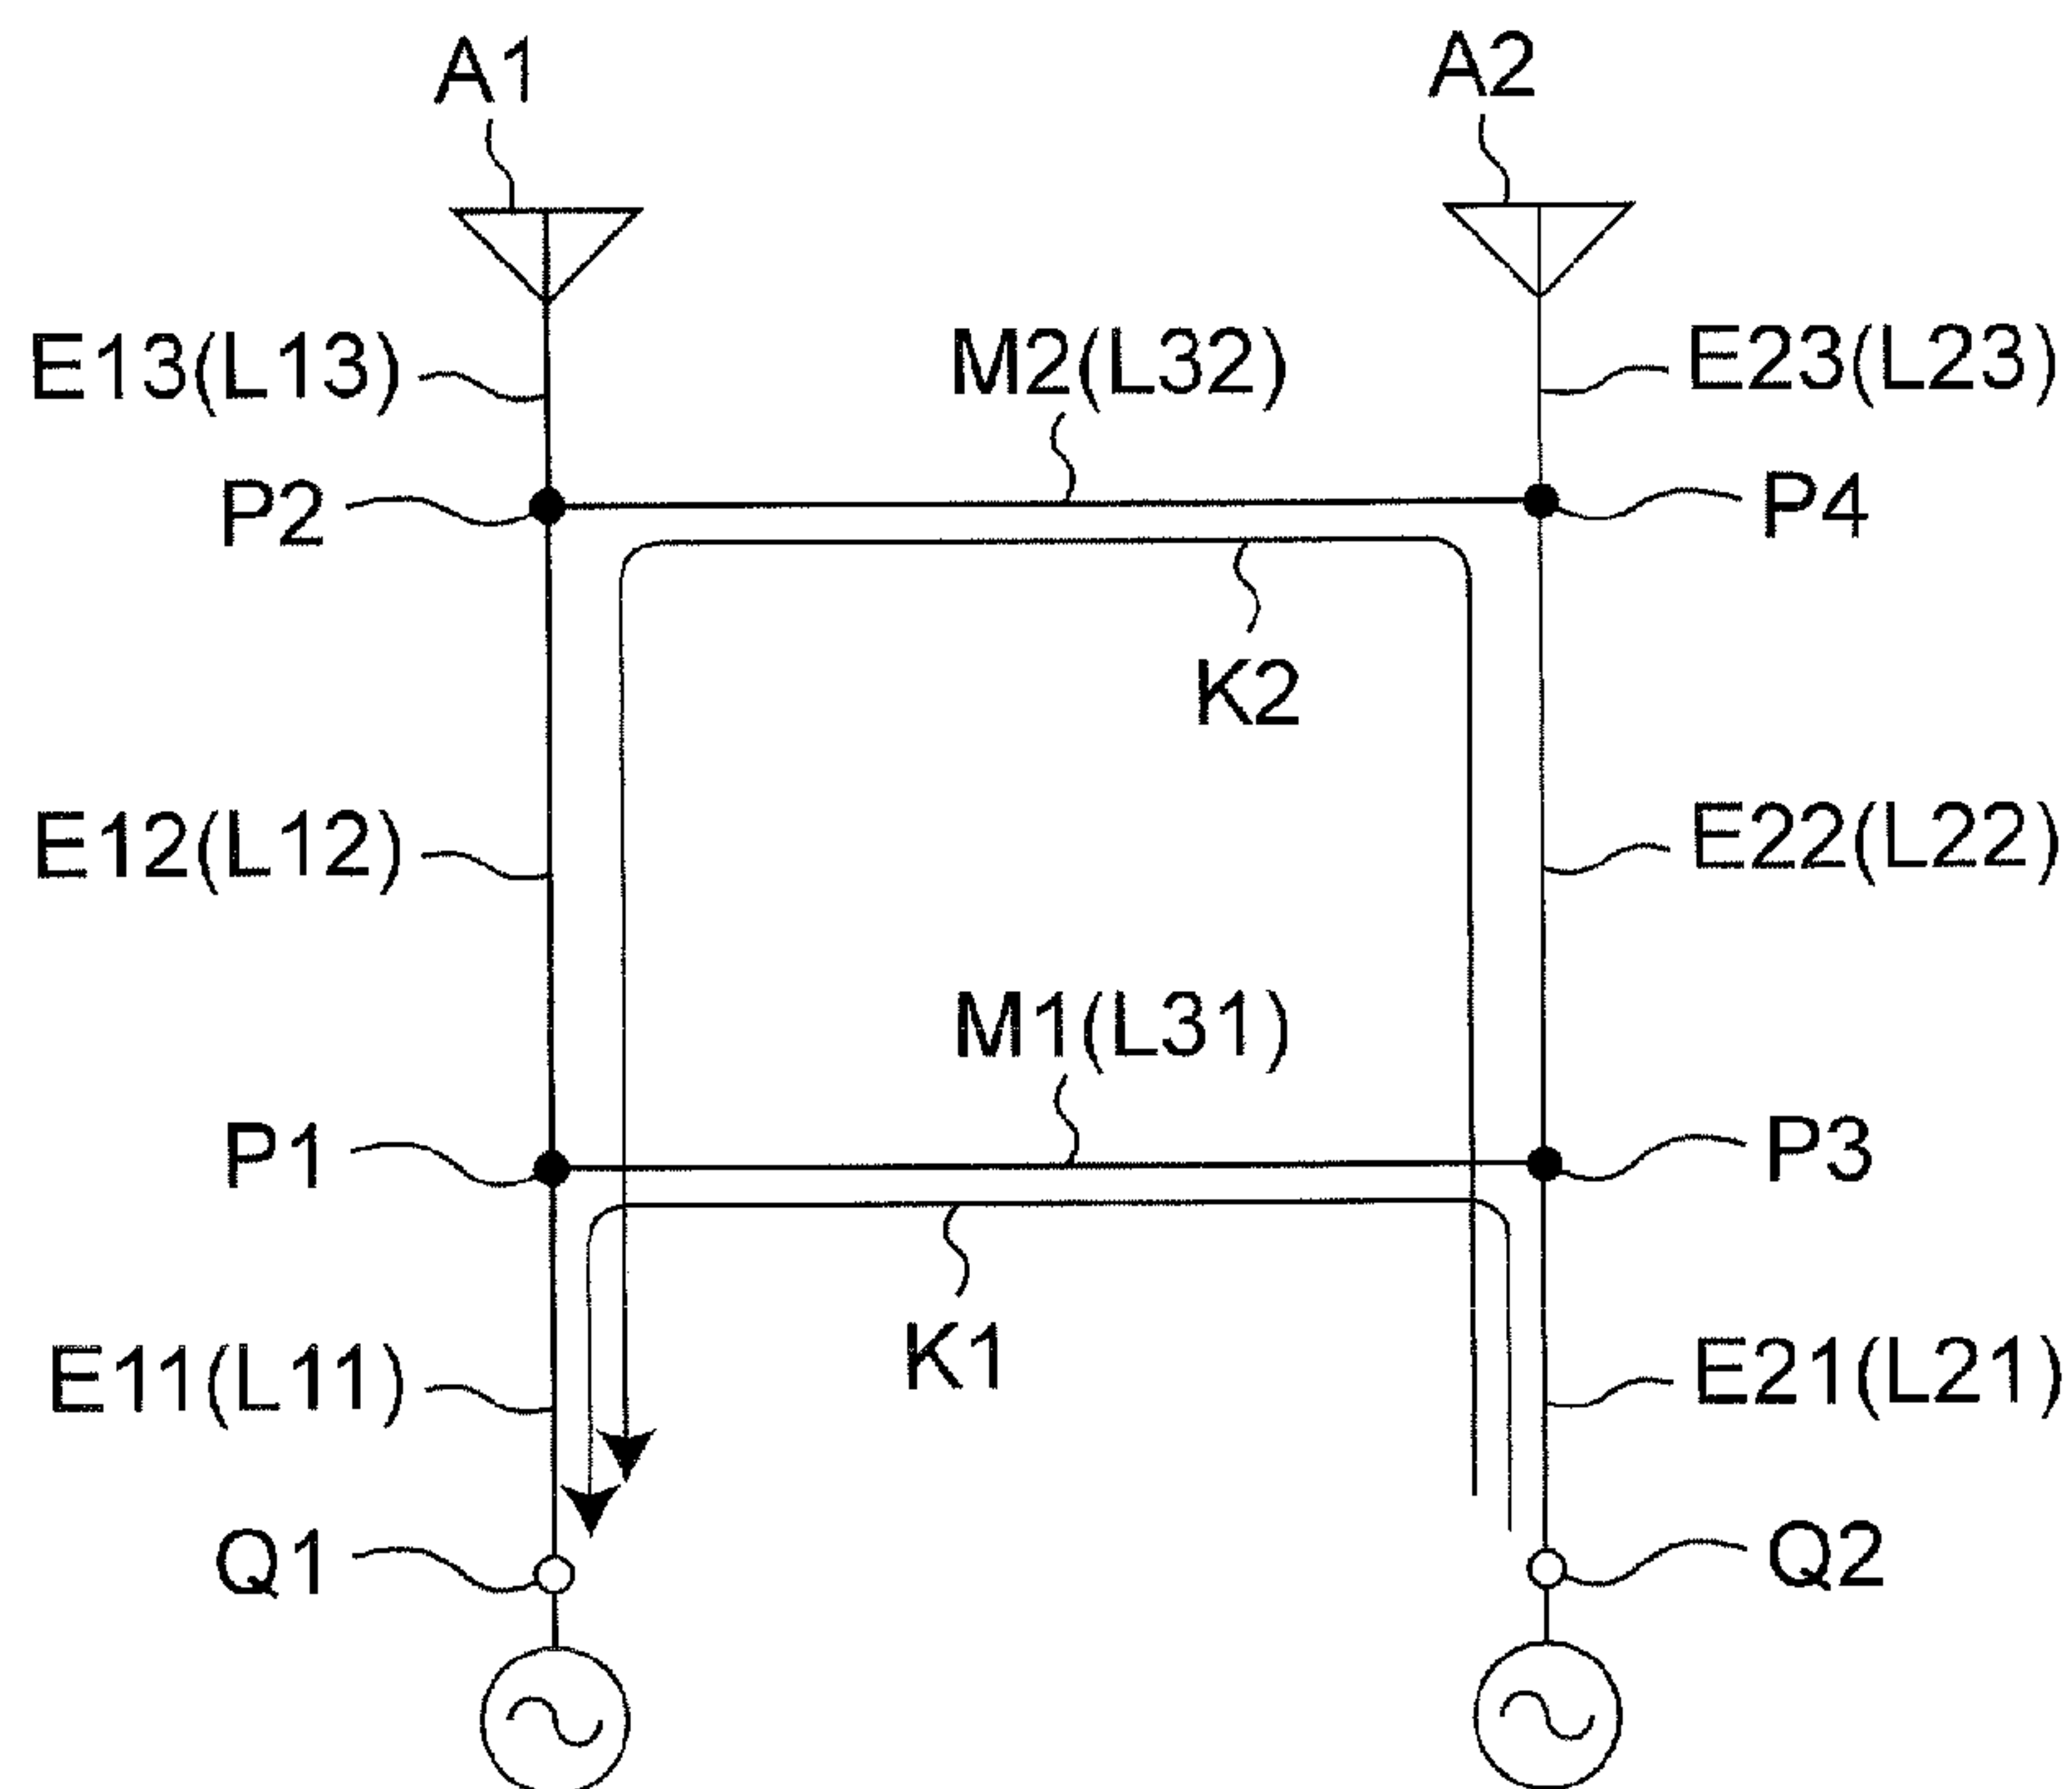 A1
A2
E13(L13)
M2(L32)
E23(L23)
P2
P4
K2
E12(L12)
E22(L22)
M1(L31)
P1
P3
K1
E11(L11)
E21(L21)
Q1
Q2